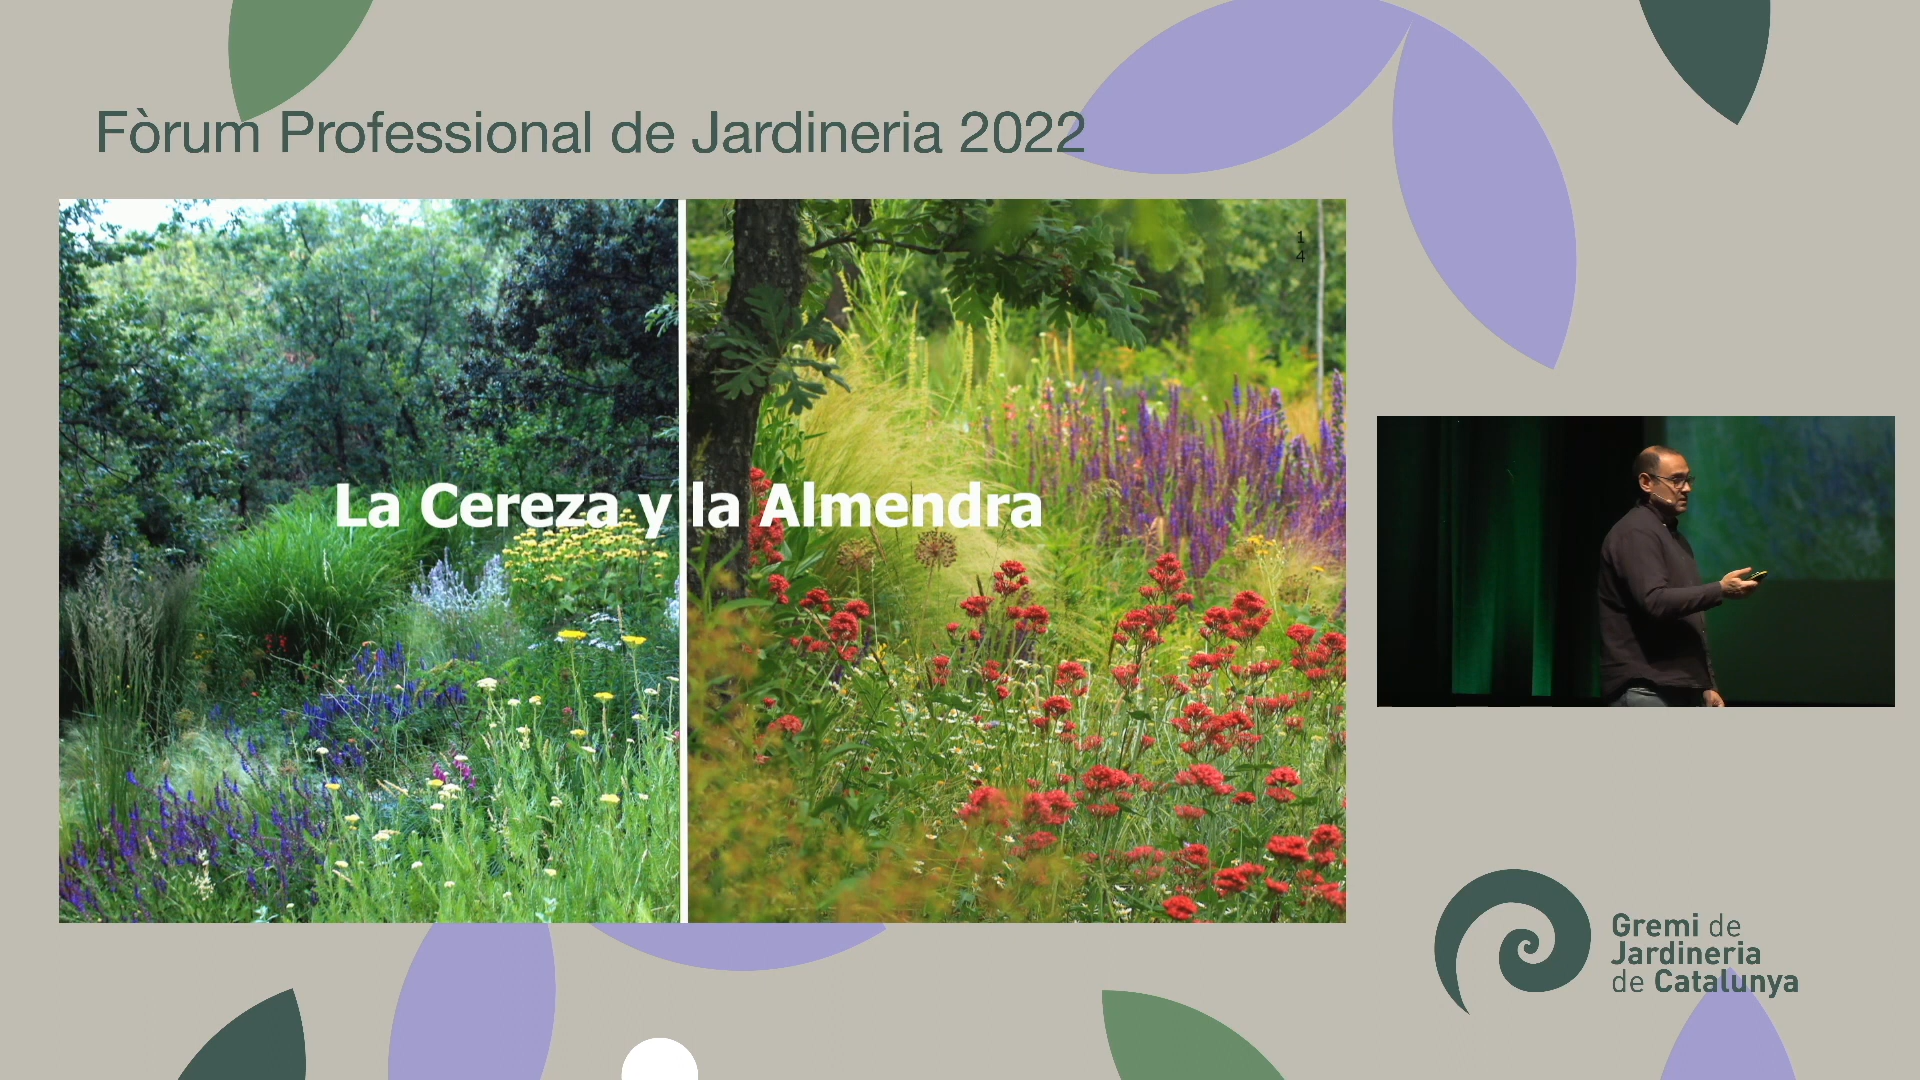 Fòrum Professional de Jardineria 2022
1
4
La Cereza y la Almendra
Gremi de
Jardineria
de Catalunya